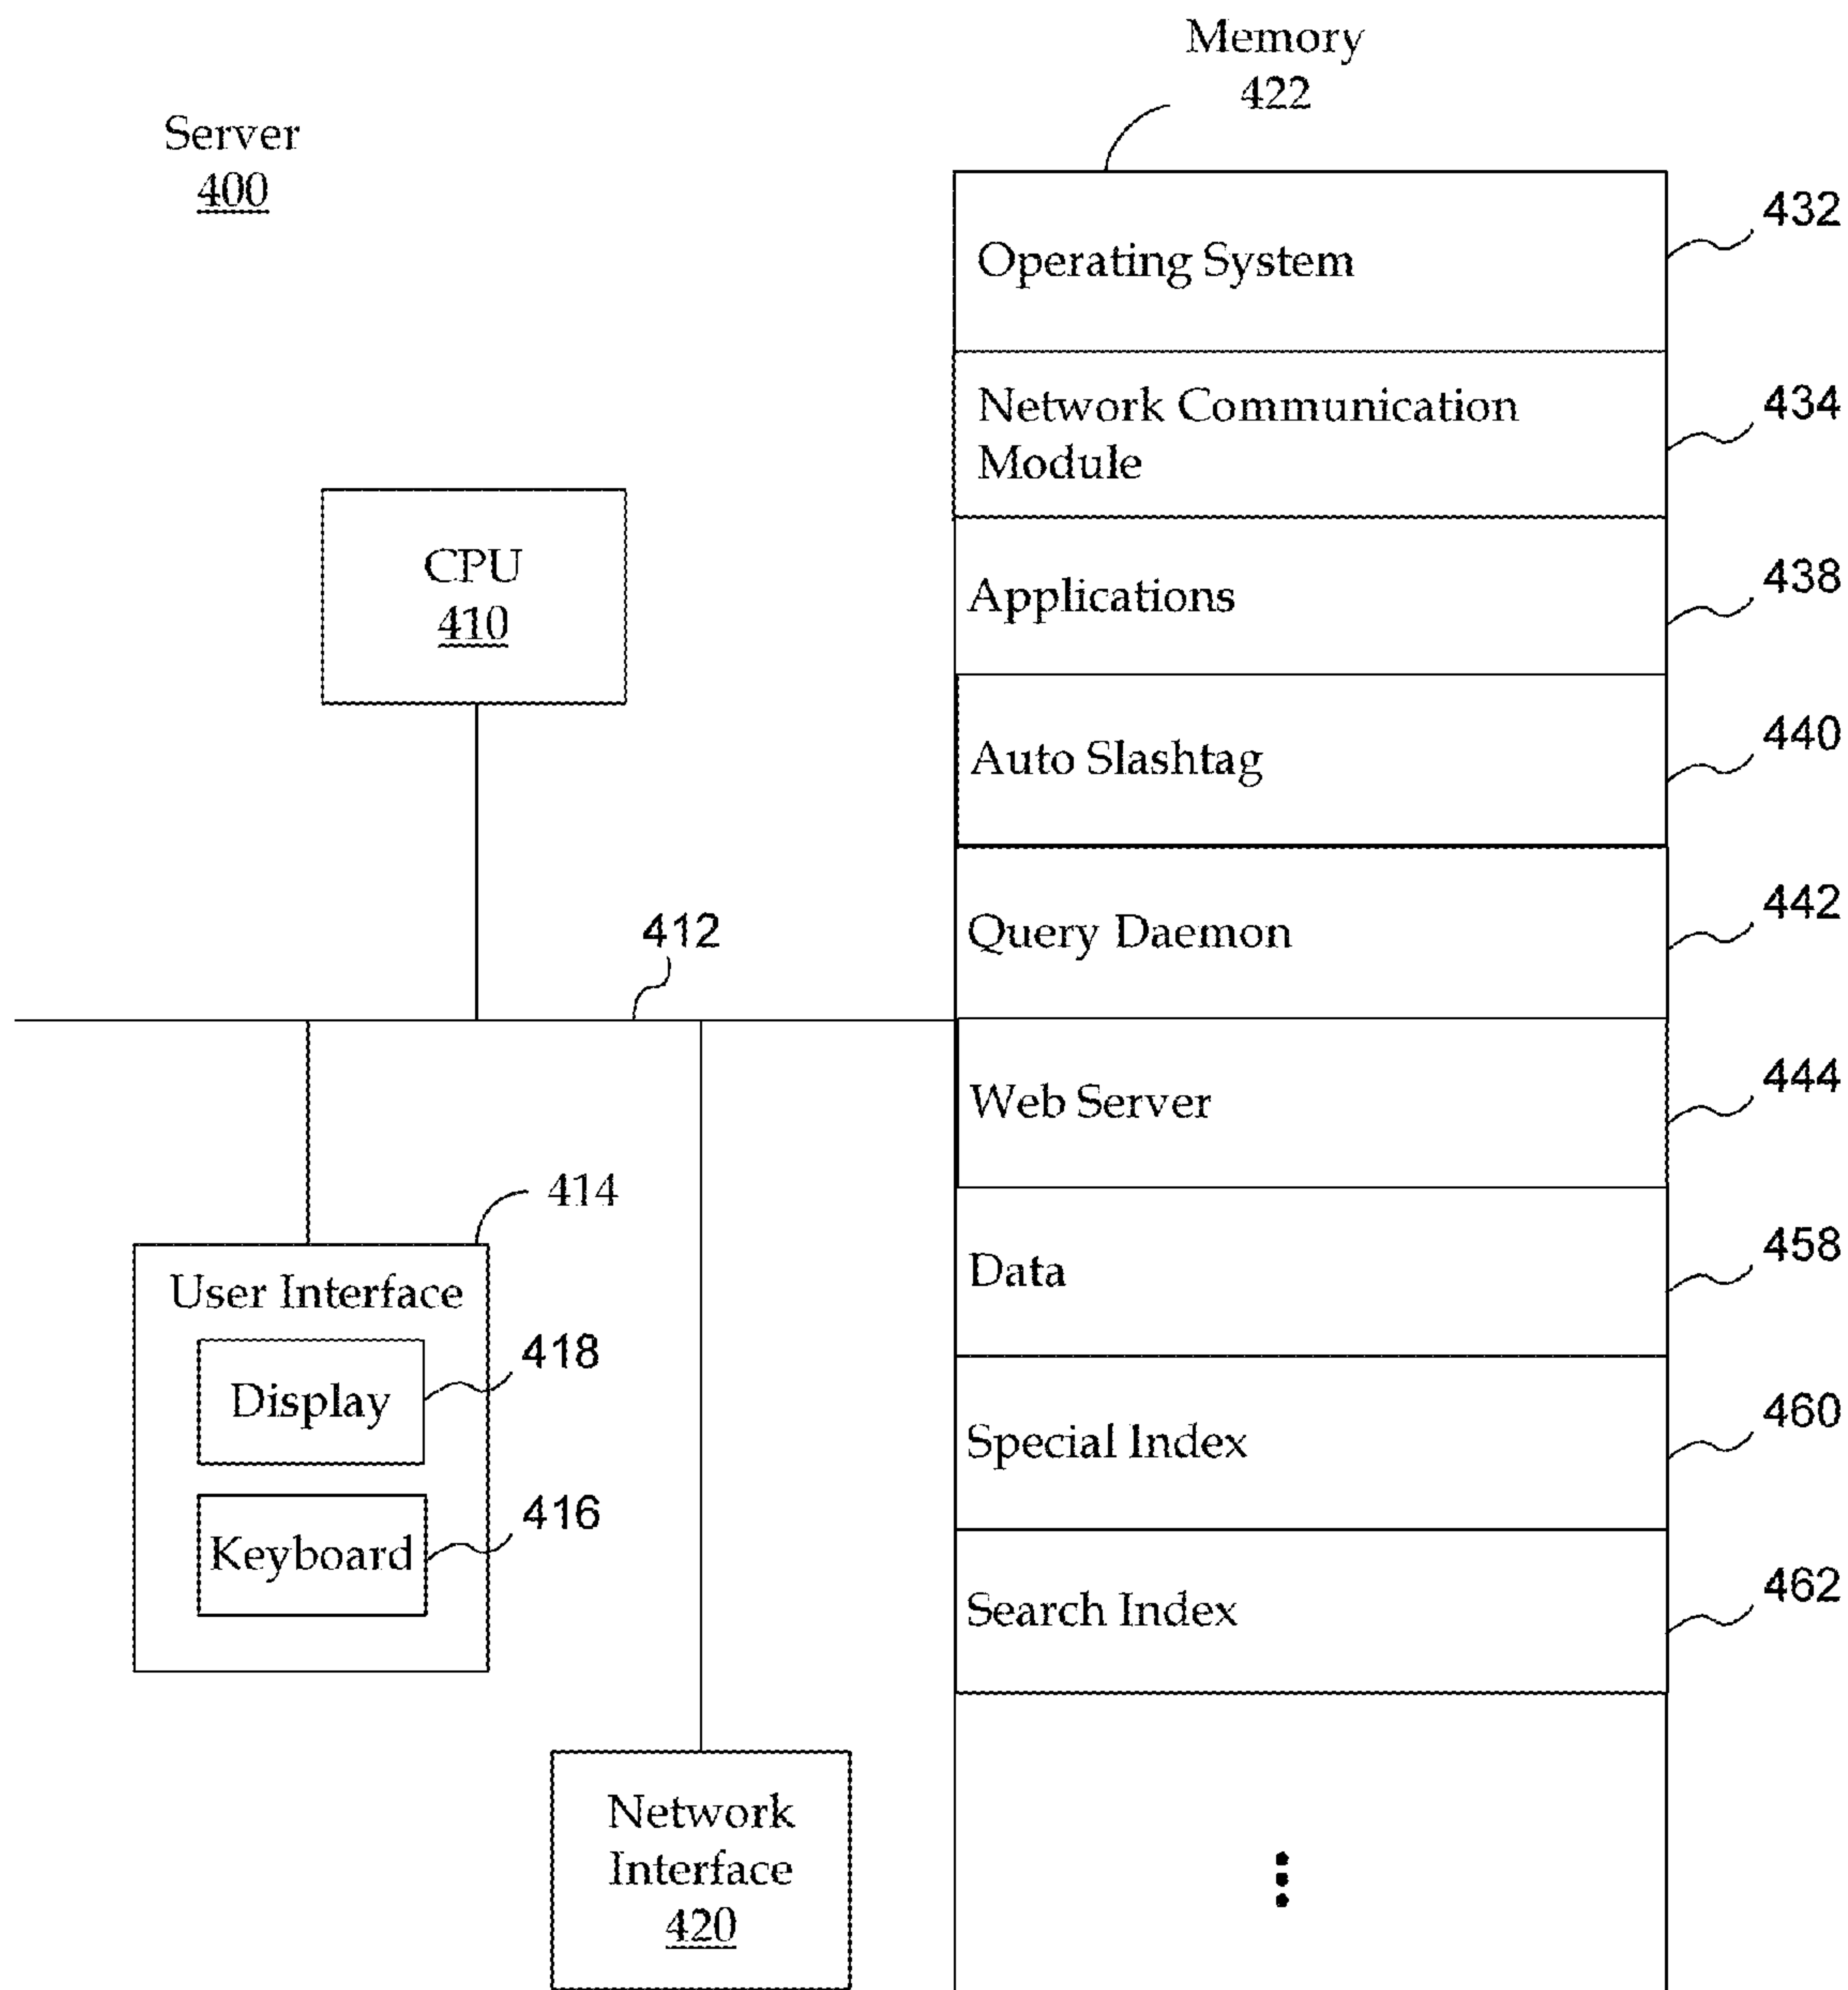 Server
400
Memory
422
Operating System
432
Network Communication
Module
434
Applications
438
Auto Slashtag
440
Query Daemon
442
Web Server
444
Data
458
Special Index
460
Search Index
462
CPU
410
412
414
User Interface
Display
418
Keyboard
416
Network
Interface
420